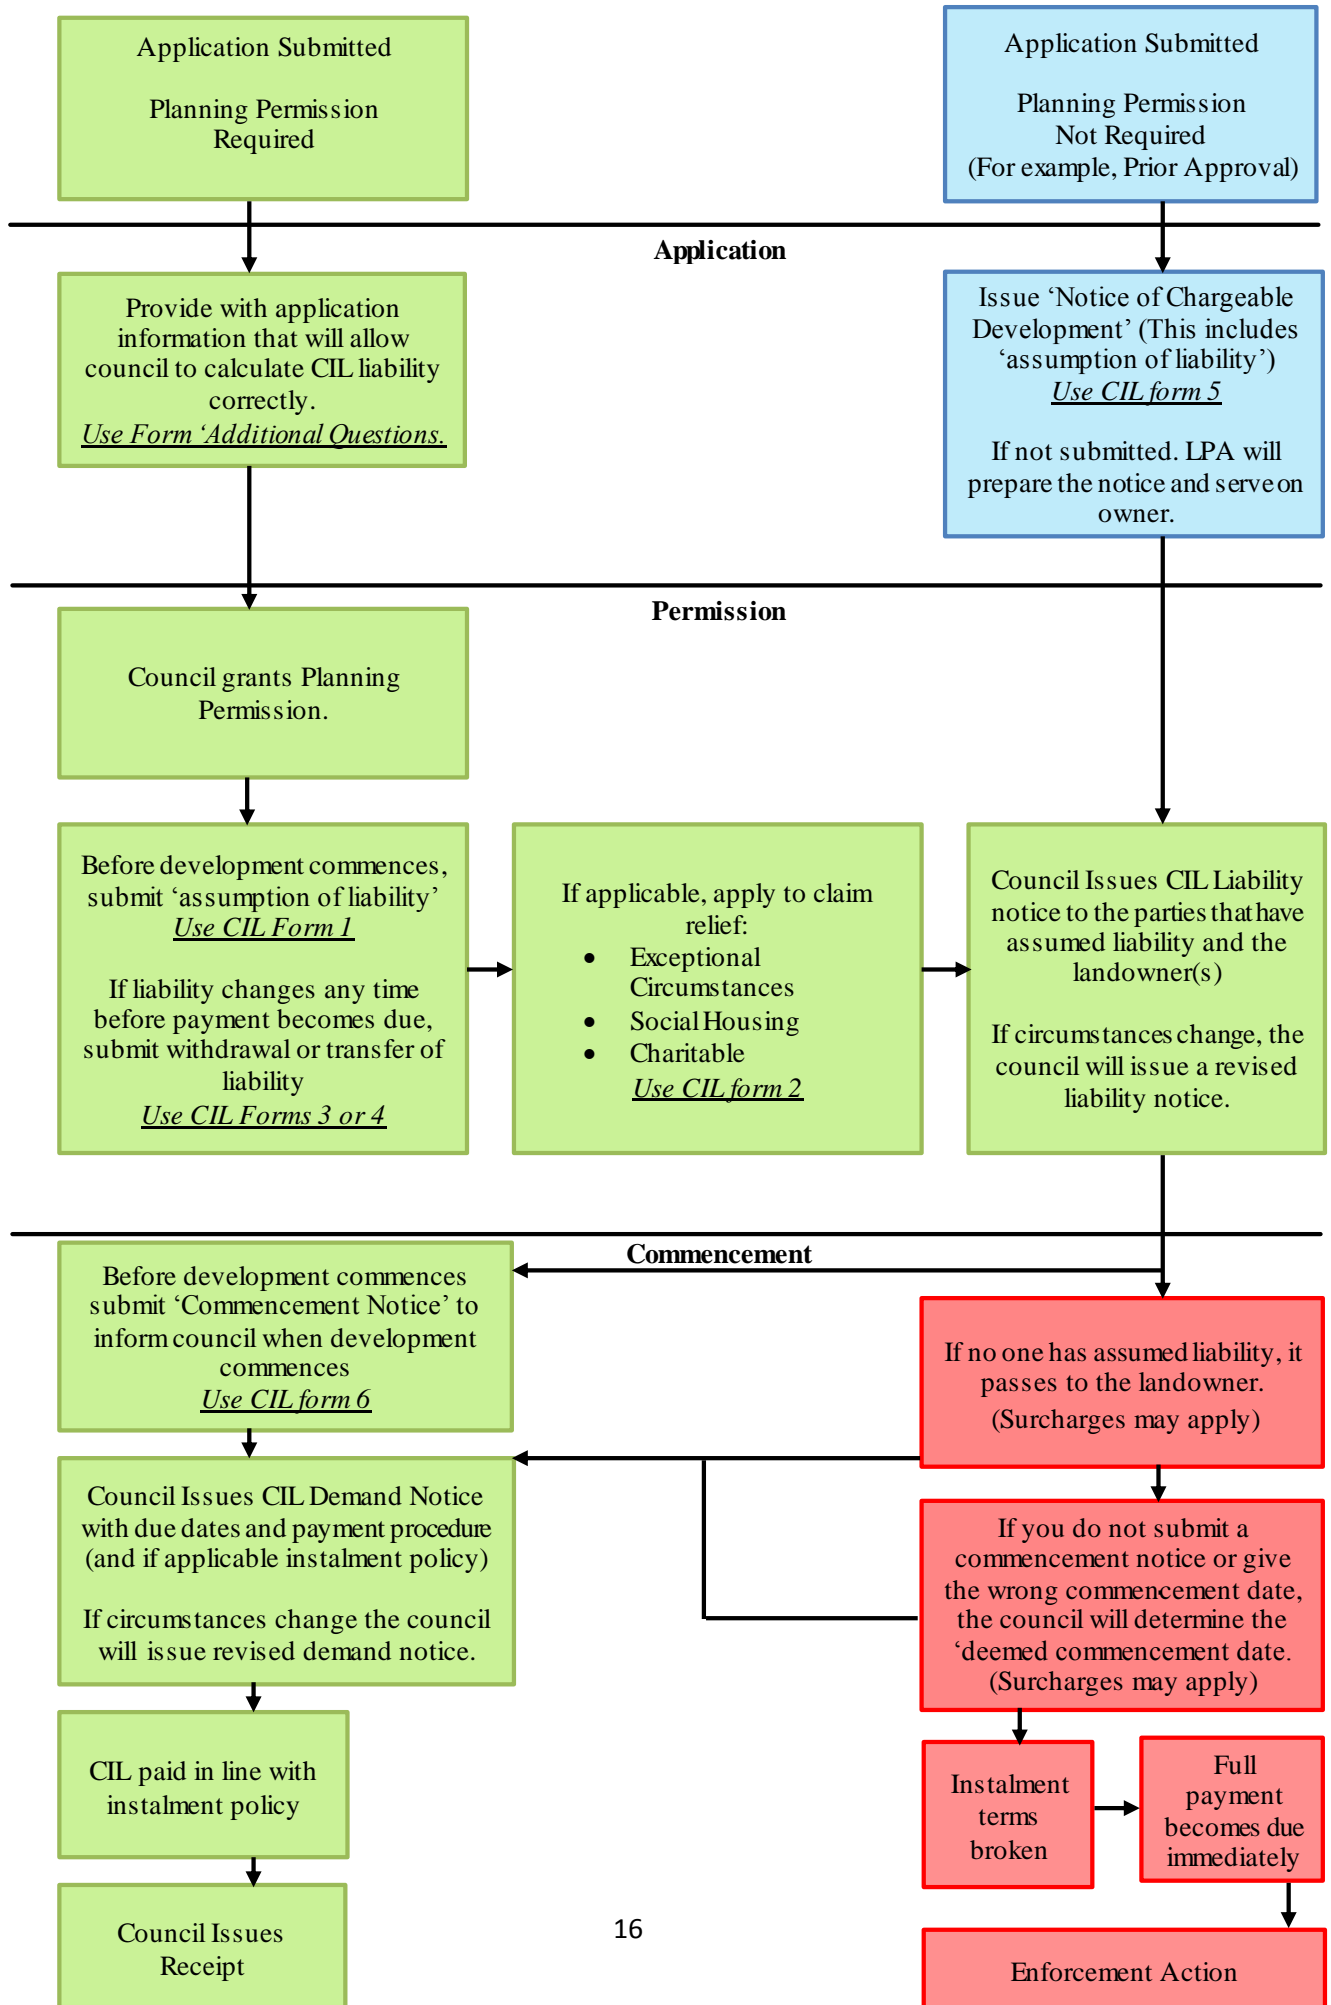 Application Submitted
Planning Permission
Required
Application Submitted
Planning Permission
Not Required
(For example, Prior Approval)
Application
Provide with application
information that will allow
council to calculate CIL liability
correctly.
Use Form ‘Additional Questions.
Issue ‘Notice of Chargeable
Development’ (This includes
‘assumption of liability’)
Use CIL form 5
If not submitted. LPA will
prepare the notice and serve on
owner.
Permission
Council grants Planning
Permission.
Before development commences,
submit ‘assumption of liability’
Use CIL Form 1
If liability changes any time
before payment becomes due,
submit withdrawal or transfer of
liability
Use CIL Forms 3 or 4
If applicable, apply to claim
relief:
• Exceptional
Circumstances
• Social Housing
• Charitable
Use CIL form 2
Council Issues CIL Liability
notice to the parties that have
assumed liability and the
landowner(s)
If circumstances change, the
council will issue a revised
liability notice.
Commencement
Before development commences
submit ‘Commencement Notice’ to
inform council when development
commences
Use CIL form 6
If no one has assumed liability, it
passes to the landowner.
(Surcharges may apply)
Council Issues CIL Demand Notice
with due dates and payment procedure
(and if applicable instalment policy)
If circumstances change the council
will issue revised demand notice.
If you do not submit a
commencement notice or give
the wrong commencement date,
the council will determine the
‘deemed commencement date.
(Surcharges may apply)
CIL paid in line with
instalment policy
Instalment
terms
broken
Full
payment
becomes due
immediately
Council Issues
Receipt
16
Enforcement Action